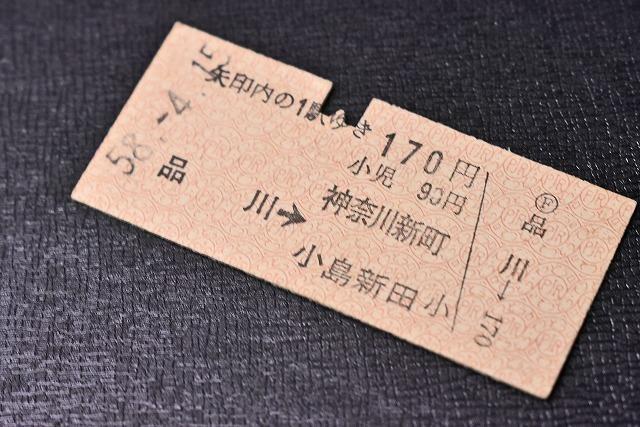 58.-4.
矢印内の1駅ゆき 170円
小児 90円
品川→神奈川新町
小島新田
小
品川→170